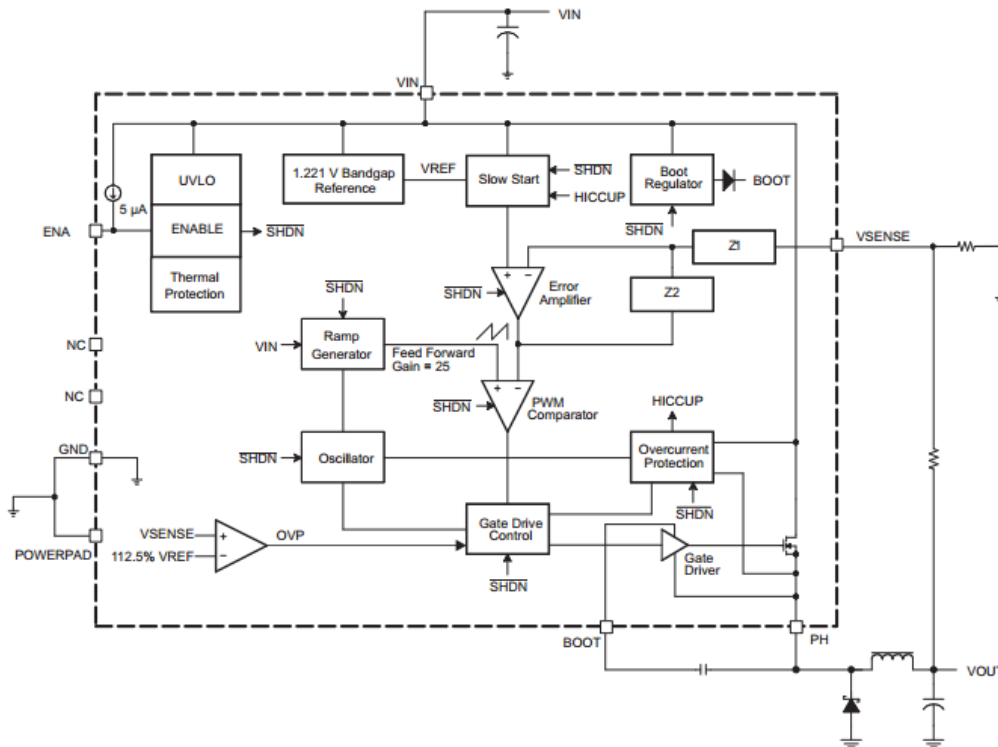 VIN
VIN
UVLO
1.221 V Bandgap
Reference
VREF
Slow Start
SHDN
HICCUP
Boot
Regulator
BOOT
5 µA
ENA
ENABLE
SHDN
SHDN
Z1
VSENSE
Thermal
Protection
SHDN
SHDN
+
−
Error
Amplifier
Z2
VIN
Ramp
Generator
Feed Forward
Gain = 25
NC
NC
SHDN
+
−
PWM
Comparator
HICCUP
GND
SHDN
Oscillator
Overcurrent
Protection
SHDN
POWERPAD
VSENSE
+
OVP
112.5% VREF
−
Gate Drive
Control
SHDN
Gate
Driver
BOOT
PH
VOUT